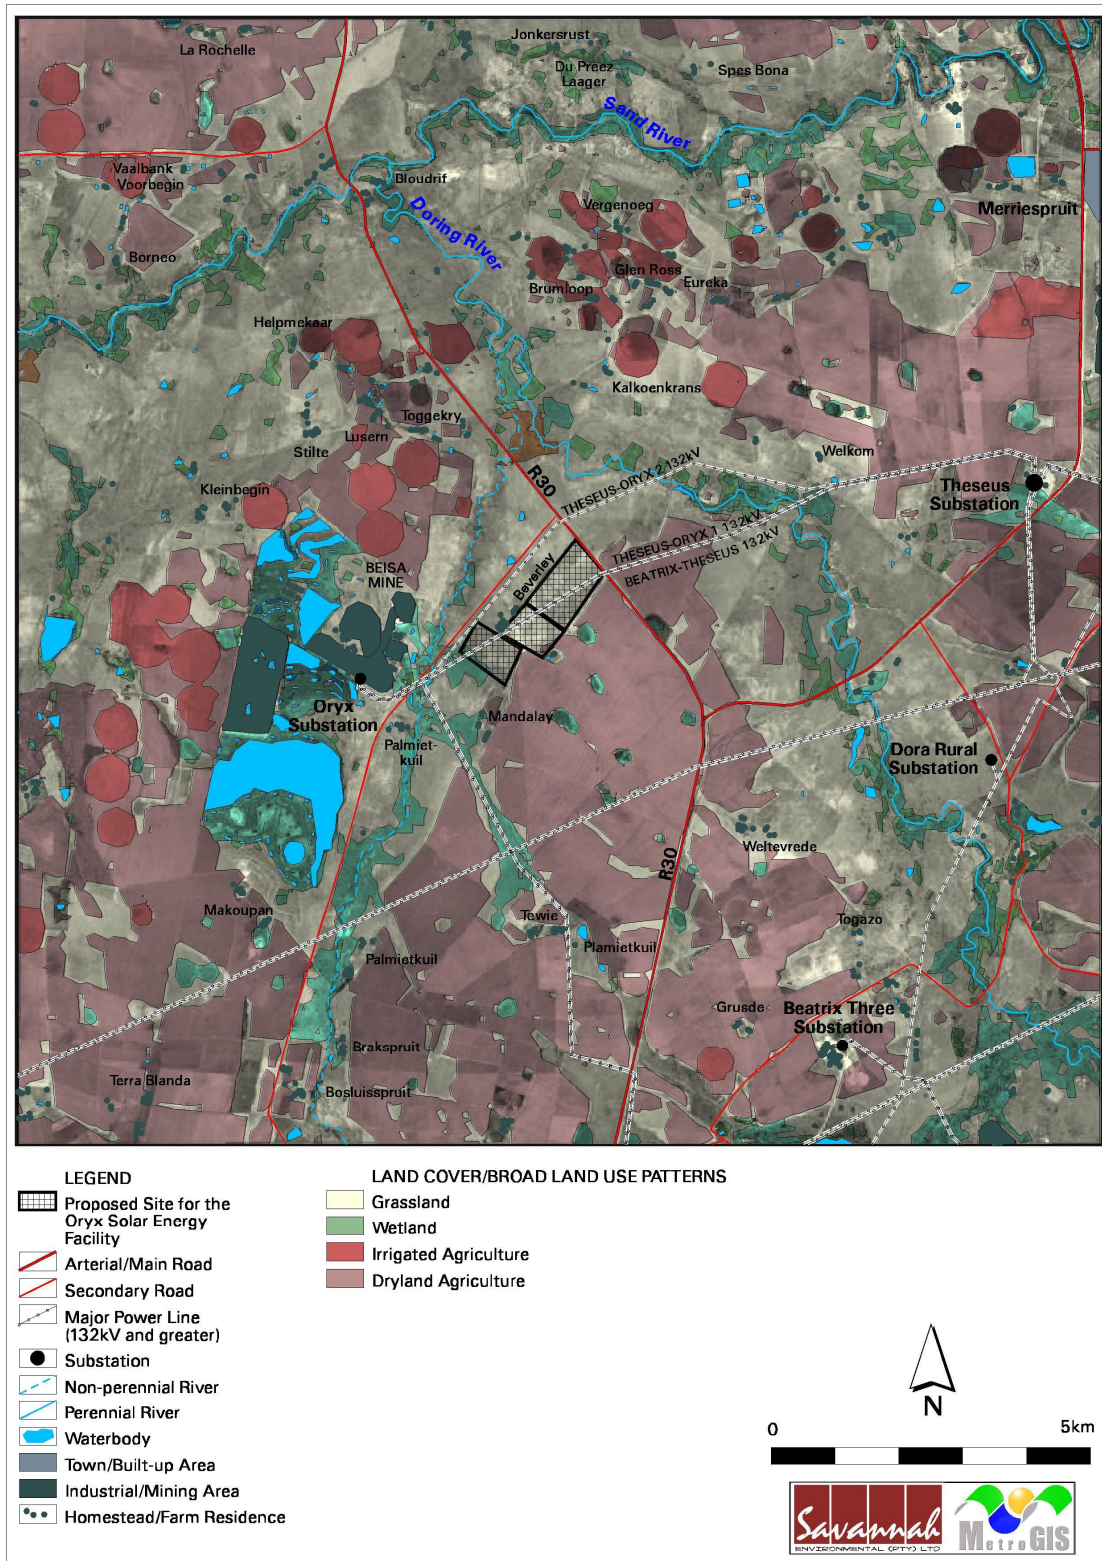 La Rochelle
Jonkersrust
Du Preez
Laager
Spes Bona
Sand River
Vaalbank
Voorbegin
Bloudrif
Doring River
Vergenoeg
Merriespruit
Borneo
Glen Ross
Eureka
Brumloop
Helpmekaar
Kalkoenkrans
Toggekry
Lusern
Stilte
Welkom
R30
THESEUS-ORYX 2 132kV
Kleinbegin
Theseus
Substation
THESEUS-ORYX 1 132kV
BEATRIX-THESEUS 132kV
BEISA
MINE
Beverley
Oryx
Substation
Mandalay
Palmiet-
kuil
Dora Rural
Substation
R30
Weltevrede
Makoupan
Tewie
Togazo
Plamietkuil
Palmietkuil
Grusde
Beatrix Three
Substation
Brakspruit
Terra Blanda
Bosluisspruit
LEGEND
Proposed Site for the
Oryx Solar Energy
Facility
Arterial/Main Road
Secondary Road
Major Power Line
(132kV and greater)
Substation
Non-perennial River
Perennial River
Waterbody
Town/Built-up Area
Industrial/Mining Area
Homestead/Farm Residence
LAND COVER/BROAD LAND USE PATTERNS
Grassland
Wetland
Irrigated Agriculture
Dryland Agriculture
N
0 5km
Savannah
ENVIRONMENTAL (PTY) LTD
MetroGIS